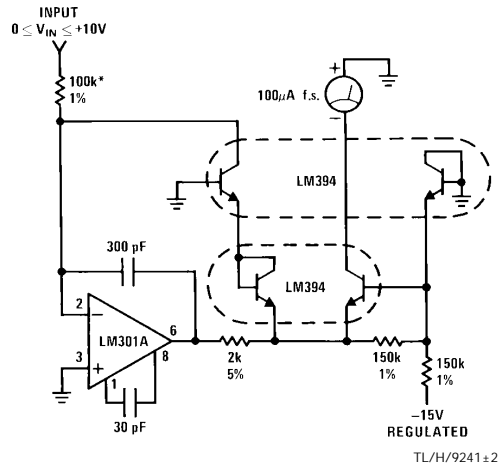 INPUT
0 ≤ VIN ≤ +10V
100k*
1%
+
100µA f.s.
−
LM394
300 pF
LM394
2
−
6
LM301A
3
+
8
1
2k
5%
150k
1%
150k
1%
30 pF
−15V
REGULATED
TL/H/9241±2